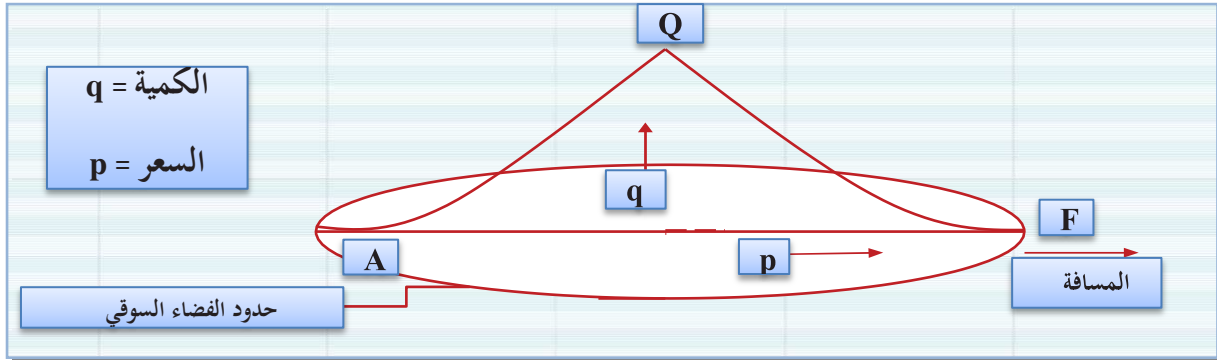 Q
الكمية = q
السعر = p
q
F
A
p
المسافة
حدود الفضاء السوقي